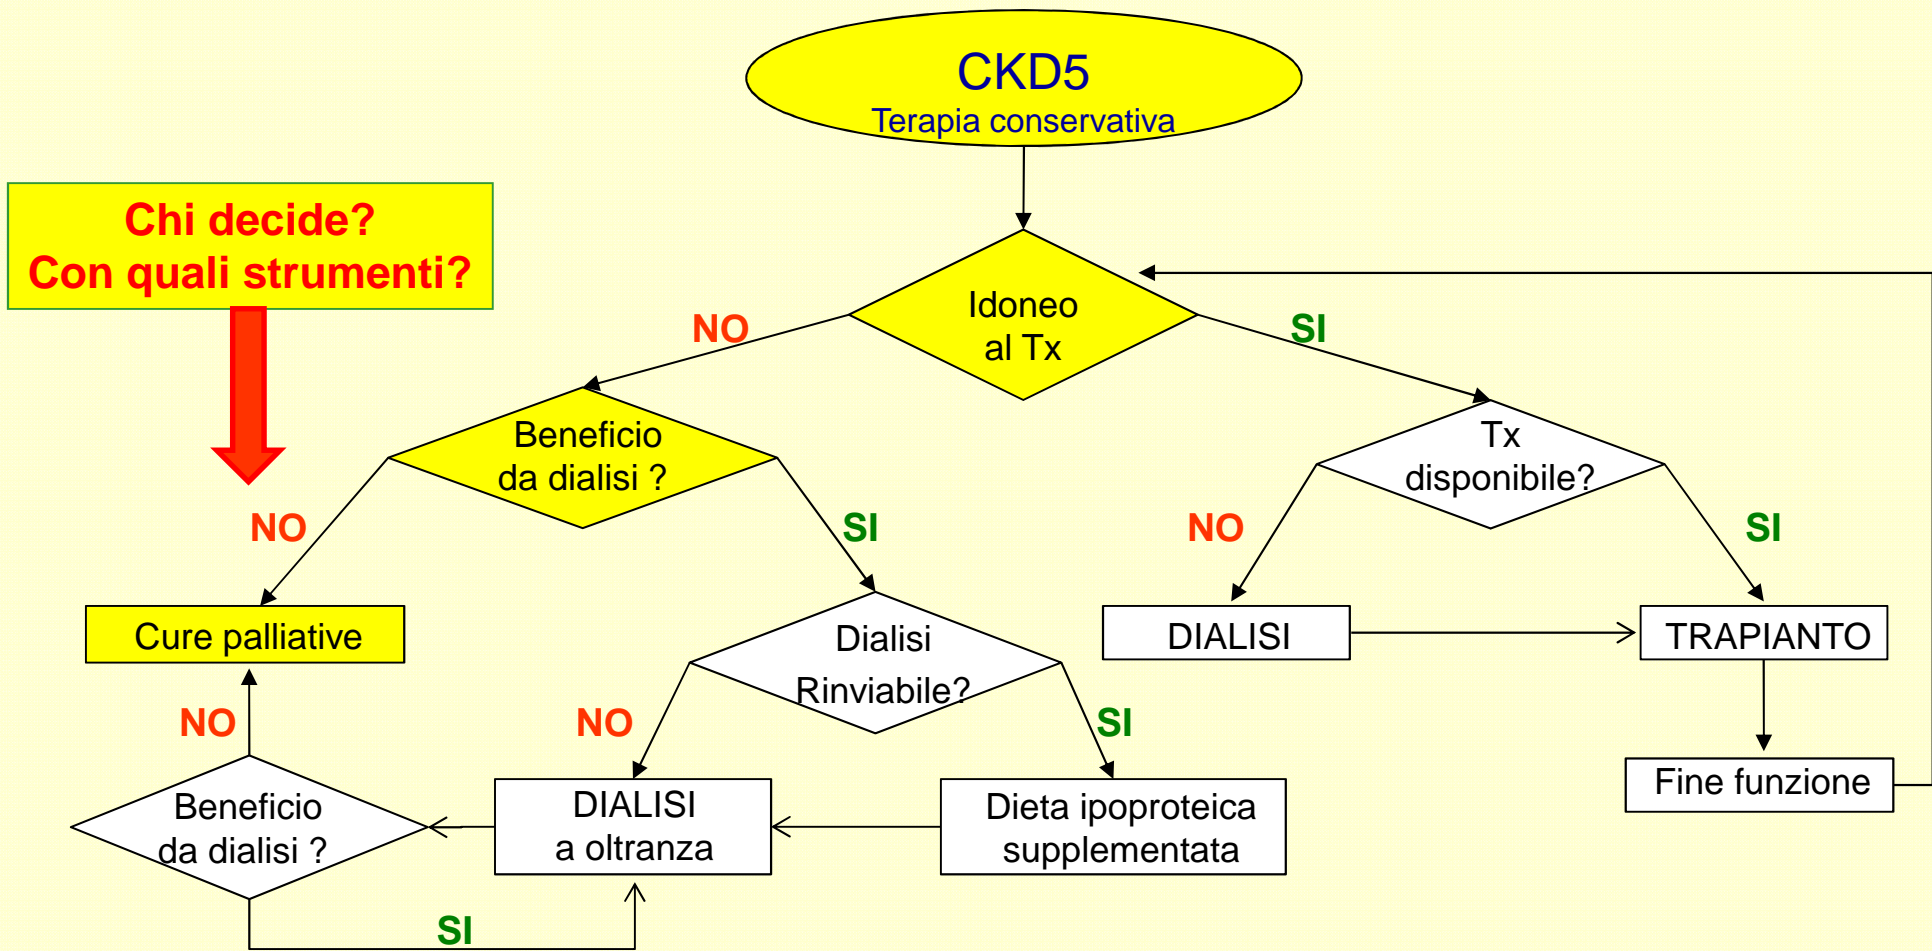 CKD5
Terapia conservativa
Chi decide?
Con quali strumenti?
Idoneo
al Tx
NO
SI
Beneficio
da dialisi ?
Tx
disponibile?
NO
SI
NO
SI
Cure palliative
Dialisi
Rinviabile?
DIALISI
TRAPIANTO
NO
NO
SI
Fine funzione
Beneficio
da dialisi ?
DIALISI
a oltranza
Dieta ipoproteica
supplementata
SI